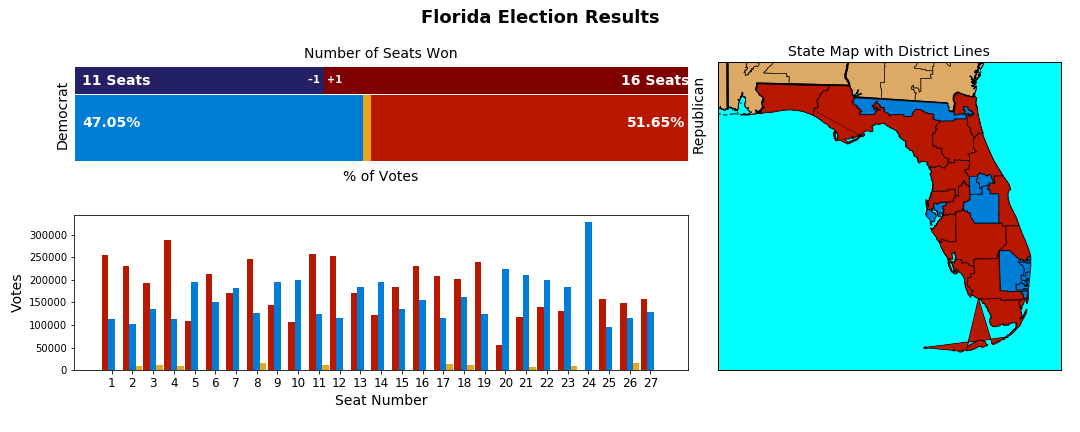 Florida Election Results
Number of Seats Won
Democrat
11 Seats
-1
+1
16 Seats
47.05%
51.65%
Republican
% of Votes
State Map with District Lines
Votes
300000
250000
200000
150000
100000
50000
0
1 2 3 4 5 6 7 8 9 10 11 12 13 14 15 16 17 18 19 20 21 22 23 24 25 26 27
Seat Number